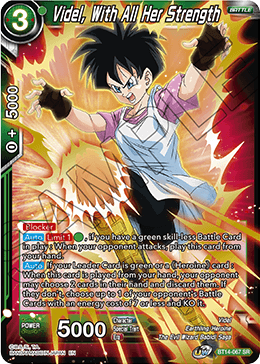 3
Videl, With All Her Strength
BATTLE
0 + 5000
Blocker
Auto Limit 1 , if you have a green skill-less Battle Card
in play : When your opponent attacks, play this card from
your hand.
Auto If your Leader Card is green or a {Heroine} card :
When this card is played from your hand, your opponent
may choose 2 cards in their hand and discard them. If
they don't, choose up to 1 of your opponent's Battle
Cards with an energy cost of 7 or less and KO it.
POWER
5000
Character
Special Trait
Era
Videl
Earthling Heroine
The Evil Wizard Babidi Saga
BT14-067 SR